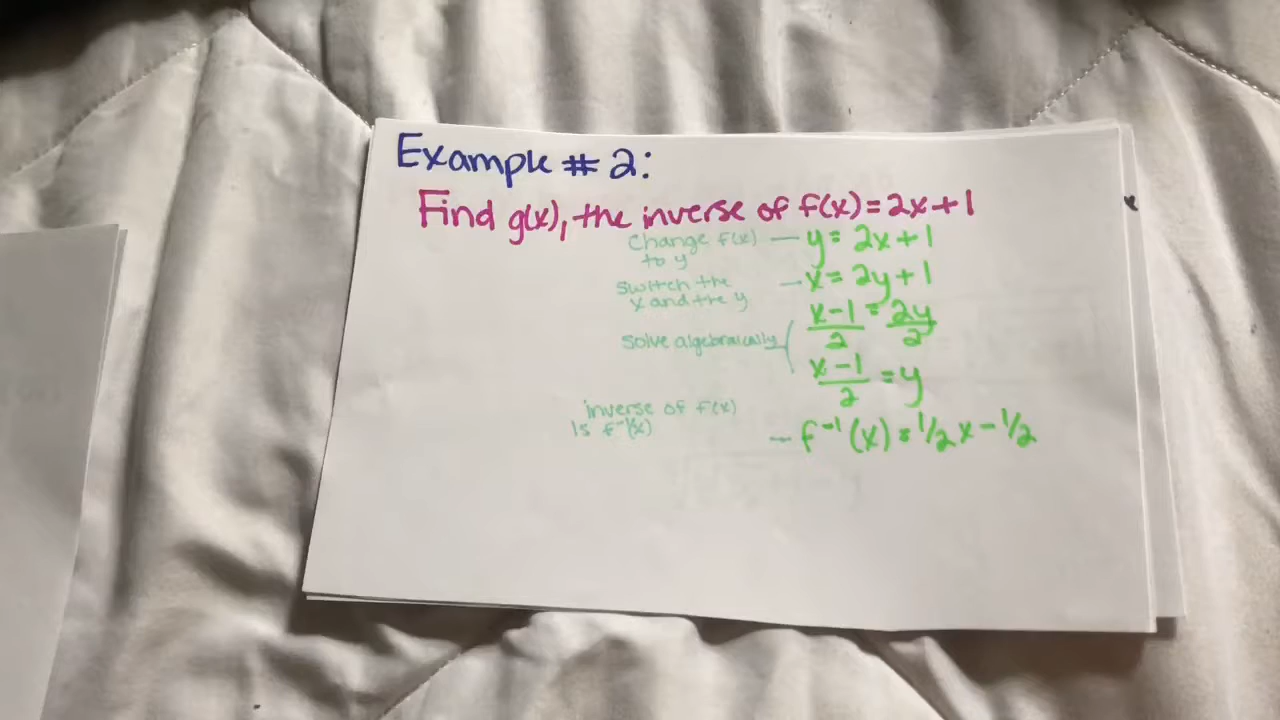 Example # 2:
Find g(x), the inverse of f(x) = 2x + 1
change f(x) — y = 2x + 1
to y
switch the — x = 2y + 1
x and the y
x - 1 = 2y
2 2
solve algebraically
x - 1 = y
2
inverse of f(x)
is f⁻¹(x) — f⁻¹(x) = 1/2 x - 1/2